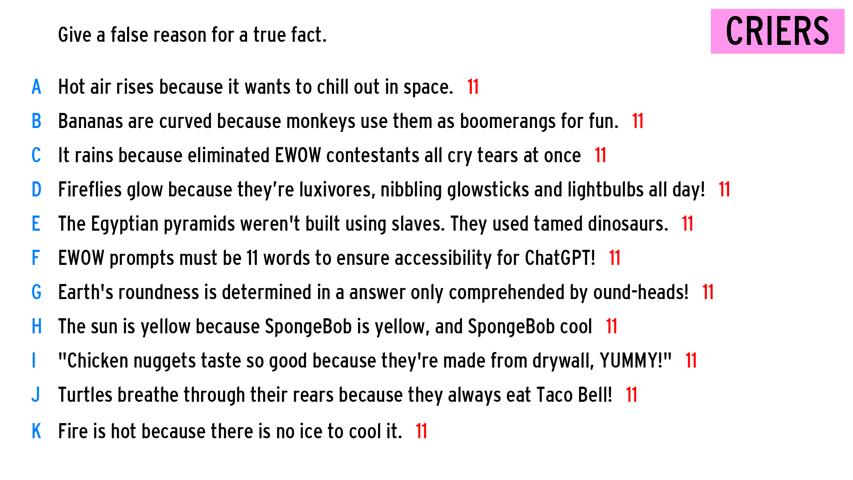 Give a false reason for a true fact.
CRIERS
A Hot air rises because it wants to chill out in space. 11
B Bananas are curved because monkeys use them as boomerangs for fun. 11
C It rains because eliminated EWOW contestants all cry tears at once 11
D Fireflies glow because they’re luxivores, nibbling glowsticks and lightbulbs all day! 11
E The Egyptian pyramids weren't built using slaves. They used tamed dinosaurs. 11
F EWOW prompts must be 11 words to ensure accessibility for ChatGPT! 11
G Earth's roundness is determined in a answer only comprehended by ound-heads! 11
H The sun is yellow because SpongeBob is yellow, and SpongeBob cool 11
I "Chicken nuggets taste so good because they're made from drywall, YUMMY!" 11
J Turtles breathe through their rears because they always eat Taco Bell! 11
K Fire is hot because there is no ice to cool it. 11